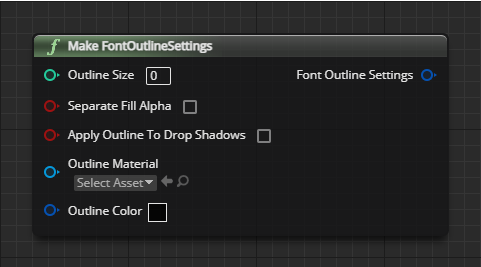 f Make FontOutlineSettings
Outline Size 0 Font Outline Settings
Separate Fill Alpha
Apply Outline To Drop Shadows
Outline Material
Select Asset
Outline Color